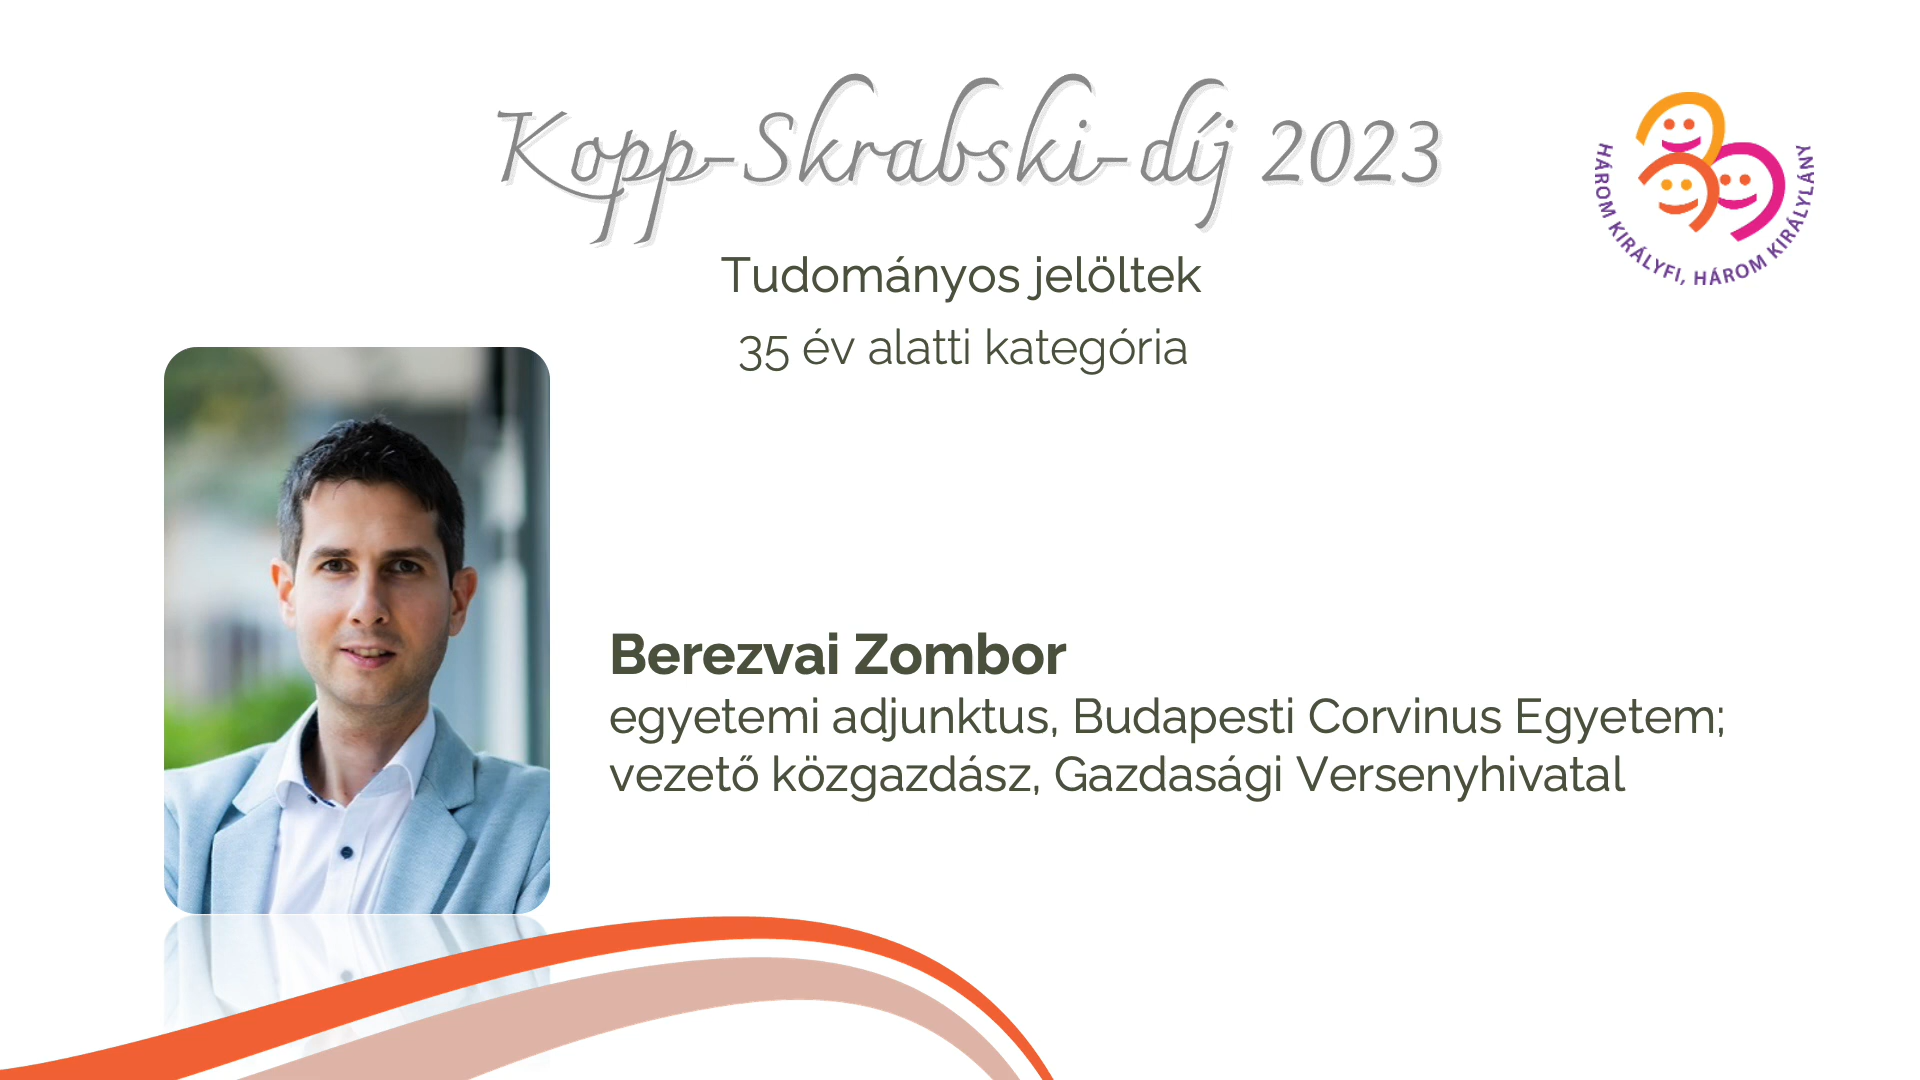 Kopp-Skrabski-díj 2023
HÁROM KIRÁLYFI, HÁROM KIRÁLYLÁNY
Tudományos jelöltek
35 év alatti kategória
Berezvai Zombor
egyetemi adjunktus, Budapesti Corvinus Egyetem;
vezető közgazdász, Gazdasági Versenyhivatal